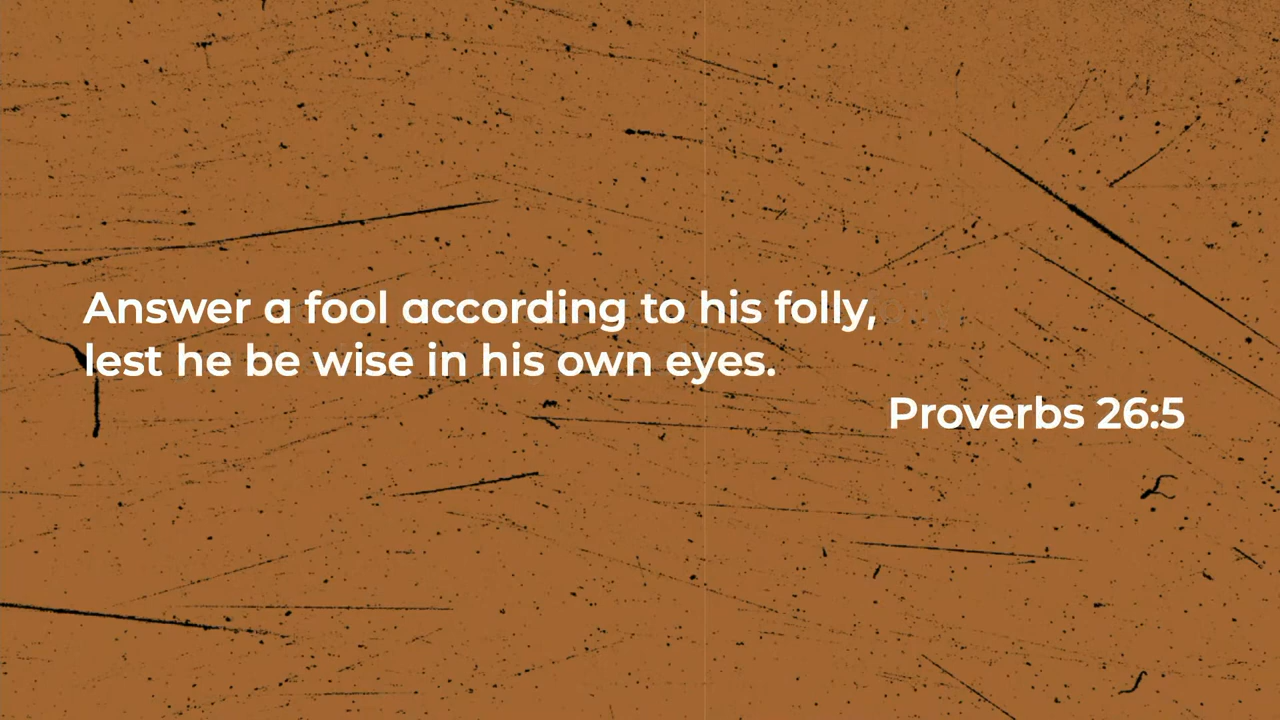 Answer a fool according to his folly,
lest he be wise in his own eyes.
Proverbs 26:5